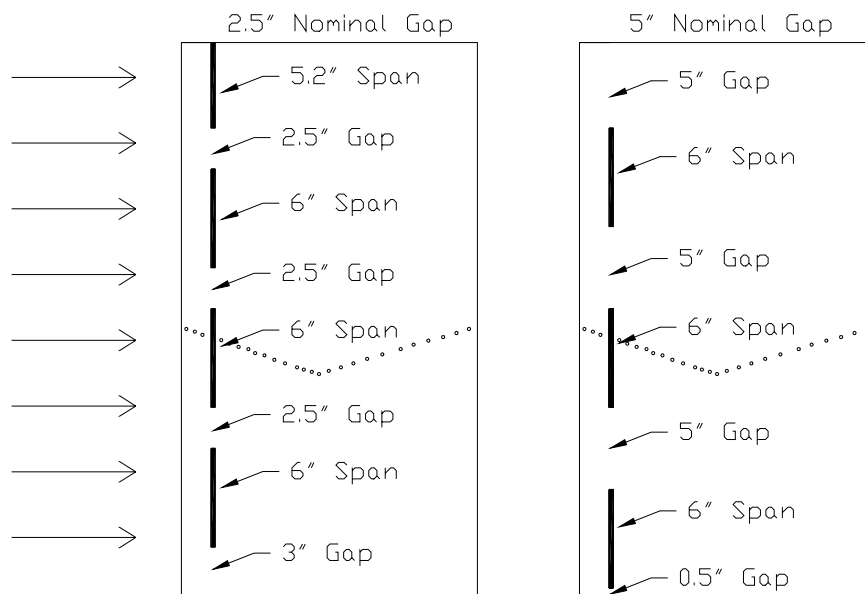 2.5" Nominal Gap
5.2" Span
2.5" Gap
6" Span
2.5" Gap
6" Span
2.5" Gap
6" Span
3" Gap
5" Nominal Gap
5" Gap
6" Span
5" Gap
6" Span
5" Gap
6" Span
0.5" Gap